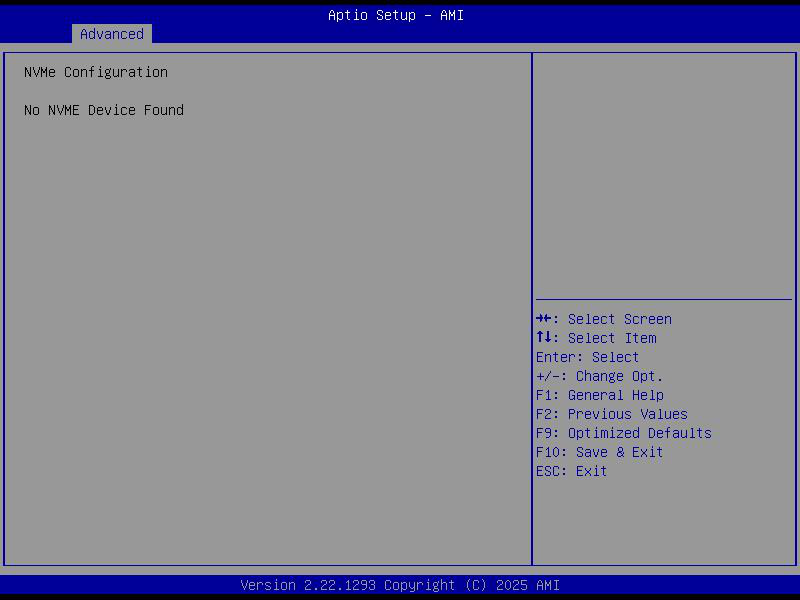 Aptio Setup - AMI
Advanced
NVMe Configuration
No NVME Device Found
→←: Select Screen
↑↓: Select Item
Enter: Select
+/-: Change Opt.
F1: General Help
F2: Previous Values
F9: Optimized Defaults
F10: Save & Exit
ESC: Exit
Version 2.22.1293 Copyright (C) 2025 AMI